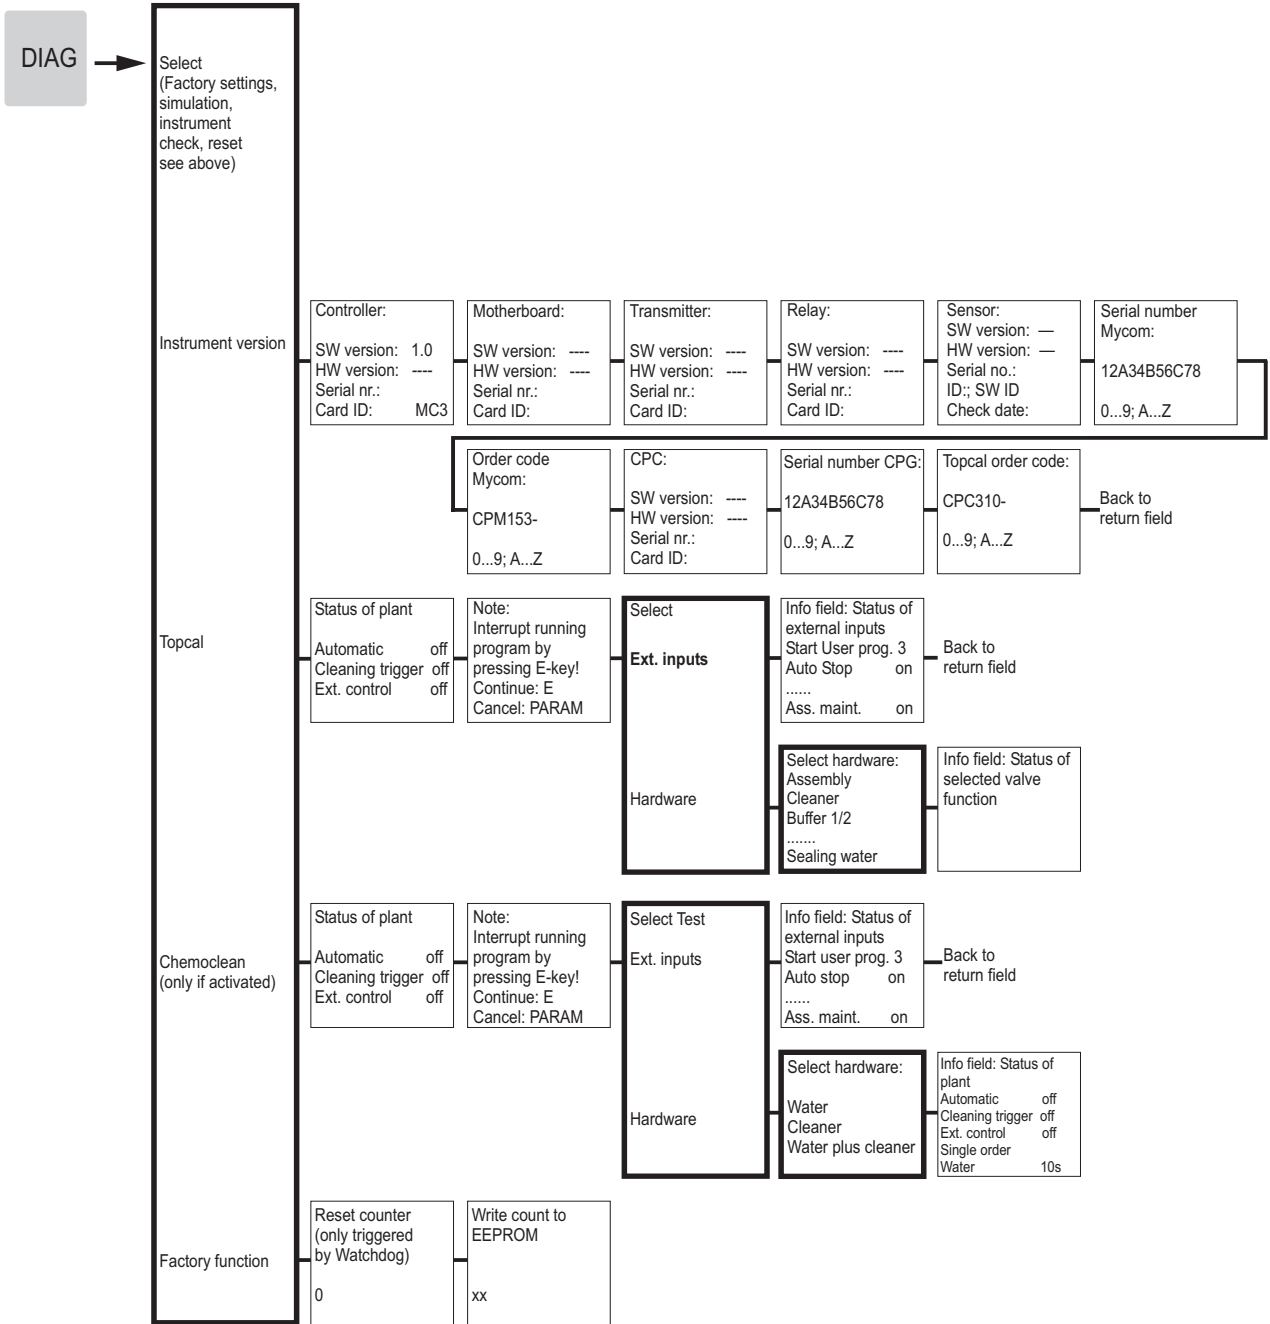 DIAG
Select
(Factory settings,
simulation,
instrument
check, reset
see above)
Instrument version
Controller:
SW version: 1.0
HW version: ----
Serial nr.:
Card ID: MC3
Motherboard:
SW version: ----
HW version: ----
Serial nr.:
Card ID:
Transmitter:
SW version: ----
HW version: ----
Serial nr.:
Card ID:
Relay:
SW version: ----
HW version: ----
Serial nr.:
Card ID:
Sensor:
SW version: —
HW version: —
Serial no.:
ID:; SW ID
Check date:
Serial number
Mycom:
12A34B56C78
0...9; A...Z
Order code
Mycom:
CPM153-
0...9; A...Z
CPC:
SW version: ----
HW version: ----
Serial nr.:
Card ID:
Serial number CPG:
12A34B56C78
0...9; A...Z
Topcal order code:
CPC310-
0...9; A...Z
Back to
return field
Topcal
Status of plant
Automatic off
Cleaning trigger off
Ext. control off
Note:
Interrupt running
program by
pressing E-key!
Continue: E
Cancel: PARAM
Select
Ext. inputs
Hardware
Info field: Status of
external inputs
Start User prog. 3
Auto Stop on
......
Ass. maint. on
Back to
return field
Select hardware:
Assembly
Cleaner
Buffer 1/2
.......
Sealing water
Info field: Status of
selected valve
function
Chemoclean
(only if activated)
Status of plant
Automatic off
Cleaning trigger off
Ext. control off
Note:
Interrupt running
program by
pressing E-key!
Continue: E
Cancel: PARAM
Select Test
Ext. inputs
Hardware
Info field: Status of
external inputs
Start user prog. 3
Auto stop on
......
Ass. maint. on
Back to
return field
Select hardware:
Water
Cleaner
Water plus cleaner
Info field: Status of
plant
Automatic off
Cleaning trigger off
Ext. control off
Single order
Water 10s
Factory function
Reset counter
(only triggered
by Watchdog)
0
Write count to
EEPROM
xx